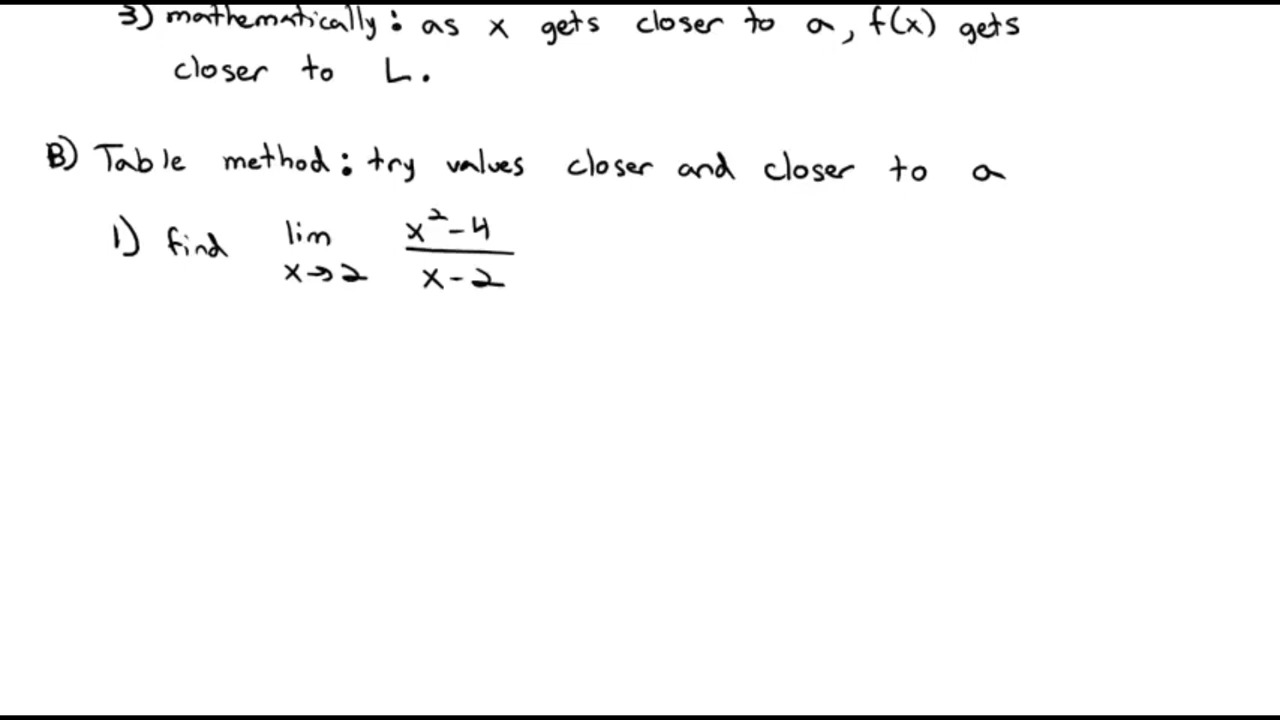 3) mathematically: as x gets closer to a, f(x) gets
closer to L.
B) Table method: try values closer and closer to a
1) find lim x→2 x²-4 / x-2